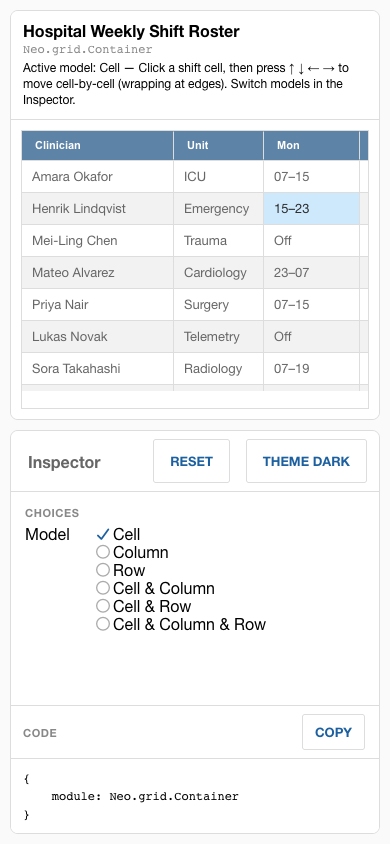 Hospital Weekly Shift Roster
Neo.grid.Container
Active model: Cell — Click a shift cell, then press ↑ ↓ ← → to
move cell-by-cell (wrapping at edges). Switch models in the
Inspector.
Clinician Unit Mon
Amara Okafor ICU 07–15
Henrik Lindqvist Emergency 15–23
Mei-Ling Chen Trauma Off
Mateo Alvarez Cardiology 23–07
Priya Nair Surgery 07–15
Lukas Novak Telemetry Off
Sora Takahashi Radiology 07–19
Inspector RESET THEME DARK
CHOICES
Model Cell
Column
Row
Cell & Column
Cell & Row
Cell & Column & Row
CODE COPY
{
module: Neo.grid.Container
}